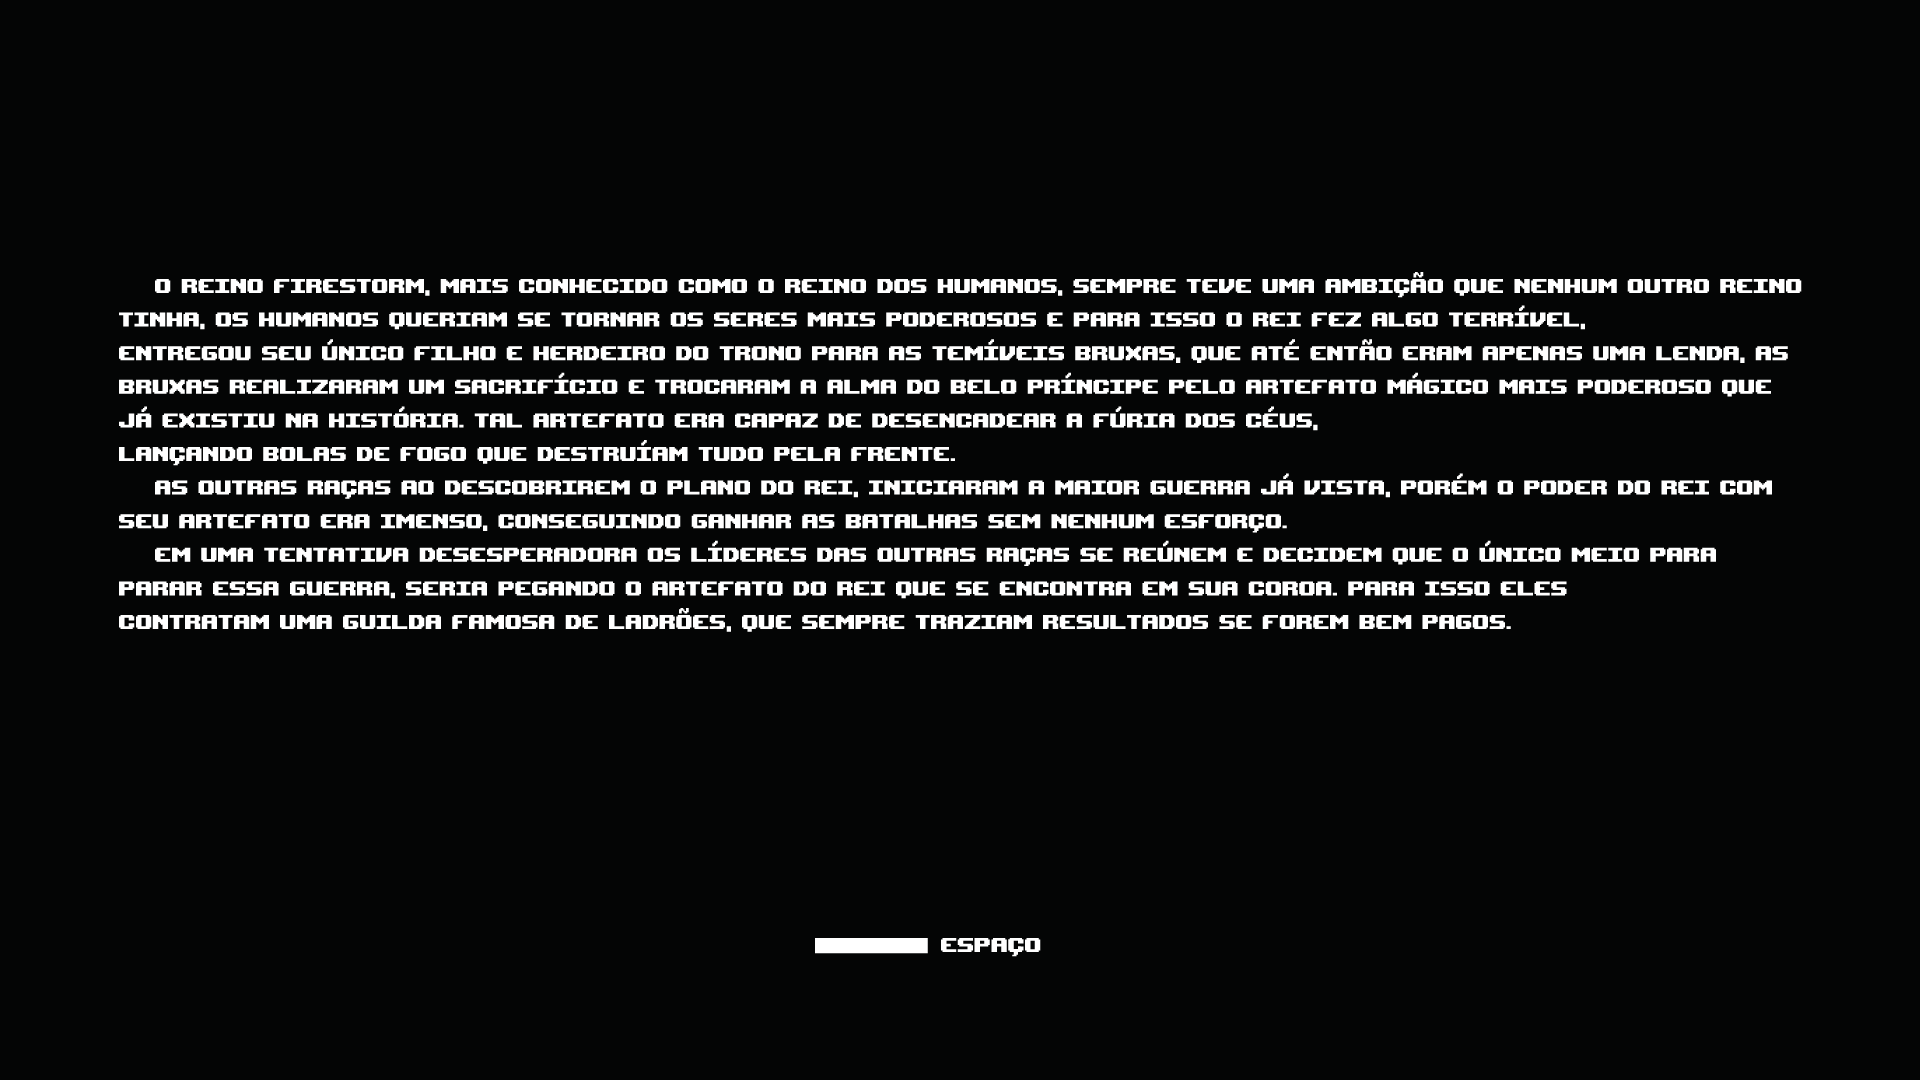 O REINO FIRESTORM, MAIS CONHECIDO COMO O REINO DOS HUMANOS, SEMPRE TEVE UMA AMBIÇÃO QUE NENHUM OUTRO REINO
TINHA, OS HUMANOS QUERIAM SE TORNAR OS SERES MAIS PODEROSOS E PARA ISSO O REI FEZ ALGO TERRÍVEL,
ENTREGOU SEU ÚNICO FILHO E HERDEIRO DO TRONO PARA AS TEMÍVEIS BRUXAS, QUE ATÉ ENTÃO ERAM APENAS UMA LENDA, AS
BRUXAS REALIZARAM UM SACRIFÍCIO E TROCARAM A ALMA DO BELO PRÍNCIPE PELO ARTEFATO MÁGICO MAIS PODEROSO QUE
JÁ EXISTIU NA HISTÓRIA. TAL ARTEFATO ERA CAPAZ DE DESENCADEAR A FÚRIA DOS CÉUS,
LANÇANDO BOLAS DE FOGO QUE DESTRUÍAM TUDO PELA FRENTE.
AS OUTRAS RAÇAS AO DESCOBRIREM O PLANO DO REI, INICIARAM A MAIOR GUERRA JÁ VISTA, PORÉM O PODER DO REI COM
SEU ARTEFATO ERA IMENSO, CONSEGUINDO GANHAR AS BATALHAS SEM NENHUM ESFORÇO.
EM UMA TENTATIVA DESESPERADORA OS LÍDERES DAS OUTRAS RAÇAS SE REÚNEM E DECIDEM QUE O ÚNICO MEIO PARA
PARAR ESSA GUERRA, SERIA PEGANDO O ARTEFATO DO REI QUE SE ENCONTRA EM SUA COROA. PARA ISSO ELES
CONTRATAM UMA GUILDA FAMOSA DE LADRÕES, QUE SEMPRE TRAZIAM RESULTADOS SE FOREM BEM PAGOS.
ESPAÇO